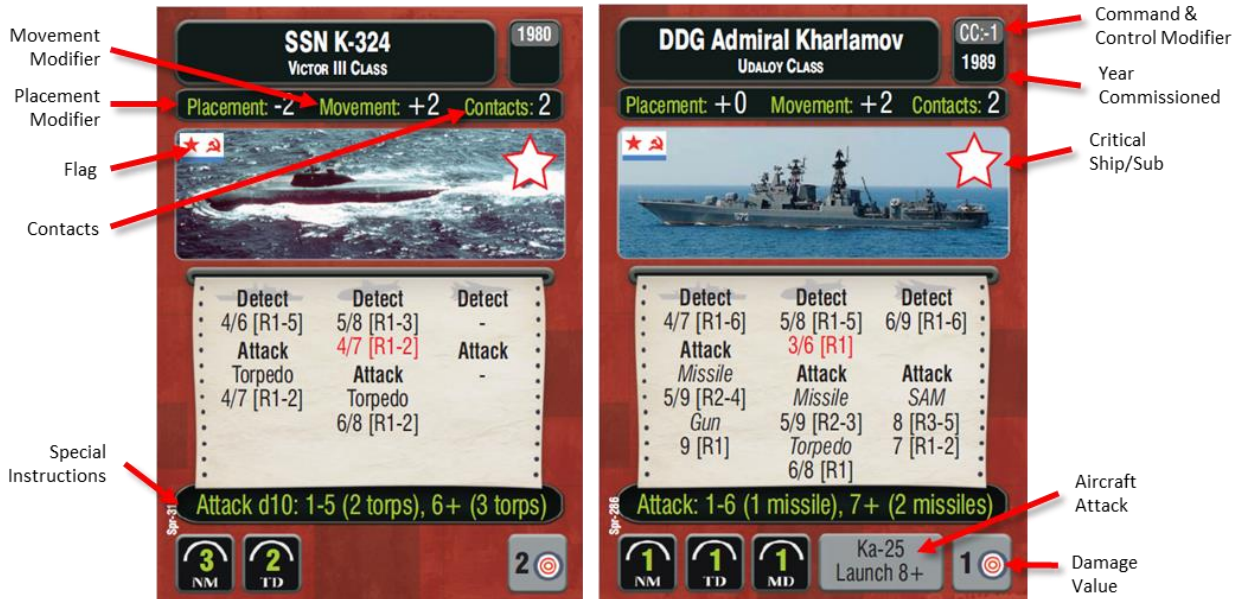 Movement
Modifier
Placement
Modifier
Flag
Contacts
Special
Instructions
SSN K-324
VICTOR III CLASS
1980
Placement: -2 Movement: +2 Contacts: 2
Detect Detect Detect
4/6 [R1-5] 5/8 [R1-3] -
4/7 [R1-2]
Attack Attack
Torpedo Attack -
4/7 [R1-2] Torpedo
6/8 [R1-2]
Spr-31
Attack d10: 1-5 (2 torps), 6+ (3 torps)
3 2 2
NM TD
DDG Admiral Kharlamov
UDALOY CLASS
CC:-1
1989
Placement: +0 Movement: +2 Contacts: 2
Detect Detect Detect
4/7 [R1-6] 5/8 [R1-5] 6/9 [R1-6]
Attack 3/6 [R1]
Missile Attack Attack
5/9 [R2-4] Missile SAM
Gun 5/9 [R2-3] 8 [R3-5]
9 [R1] Torpedo 7 [R1-2]
6/8 [R1]
Spr-286
Attack: 1-6 (1 missile), 7+ (2 missiles)
1 1 1 Ka-25 1
NM TD MD Launch 8+
Command &
Control Modifier
Year
Commissioned
Critical
Ship/Sub
Aircraft
Attack
Damage
Value